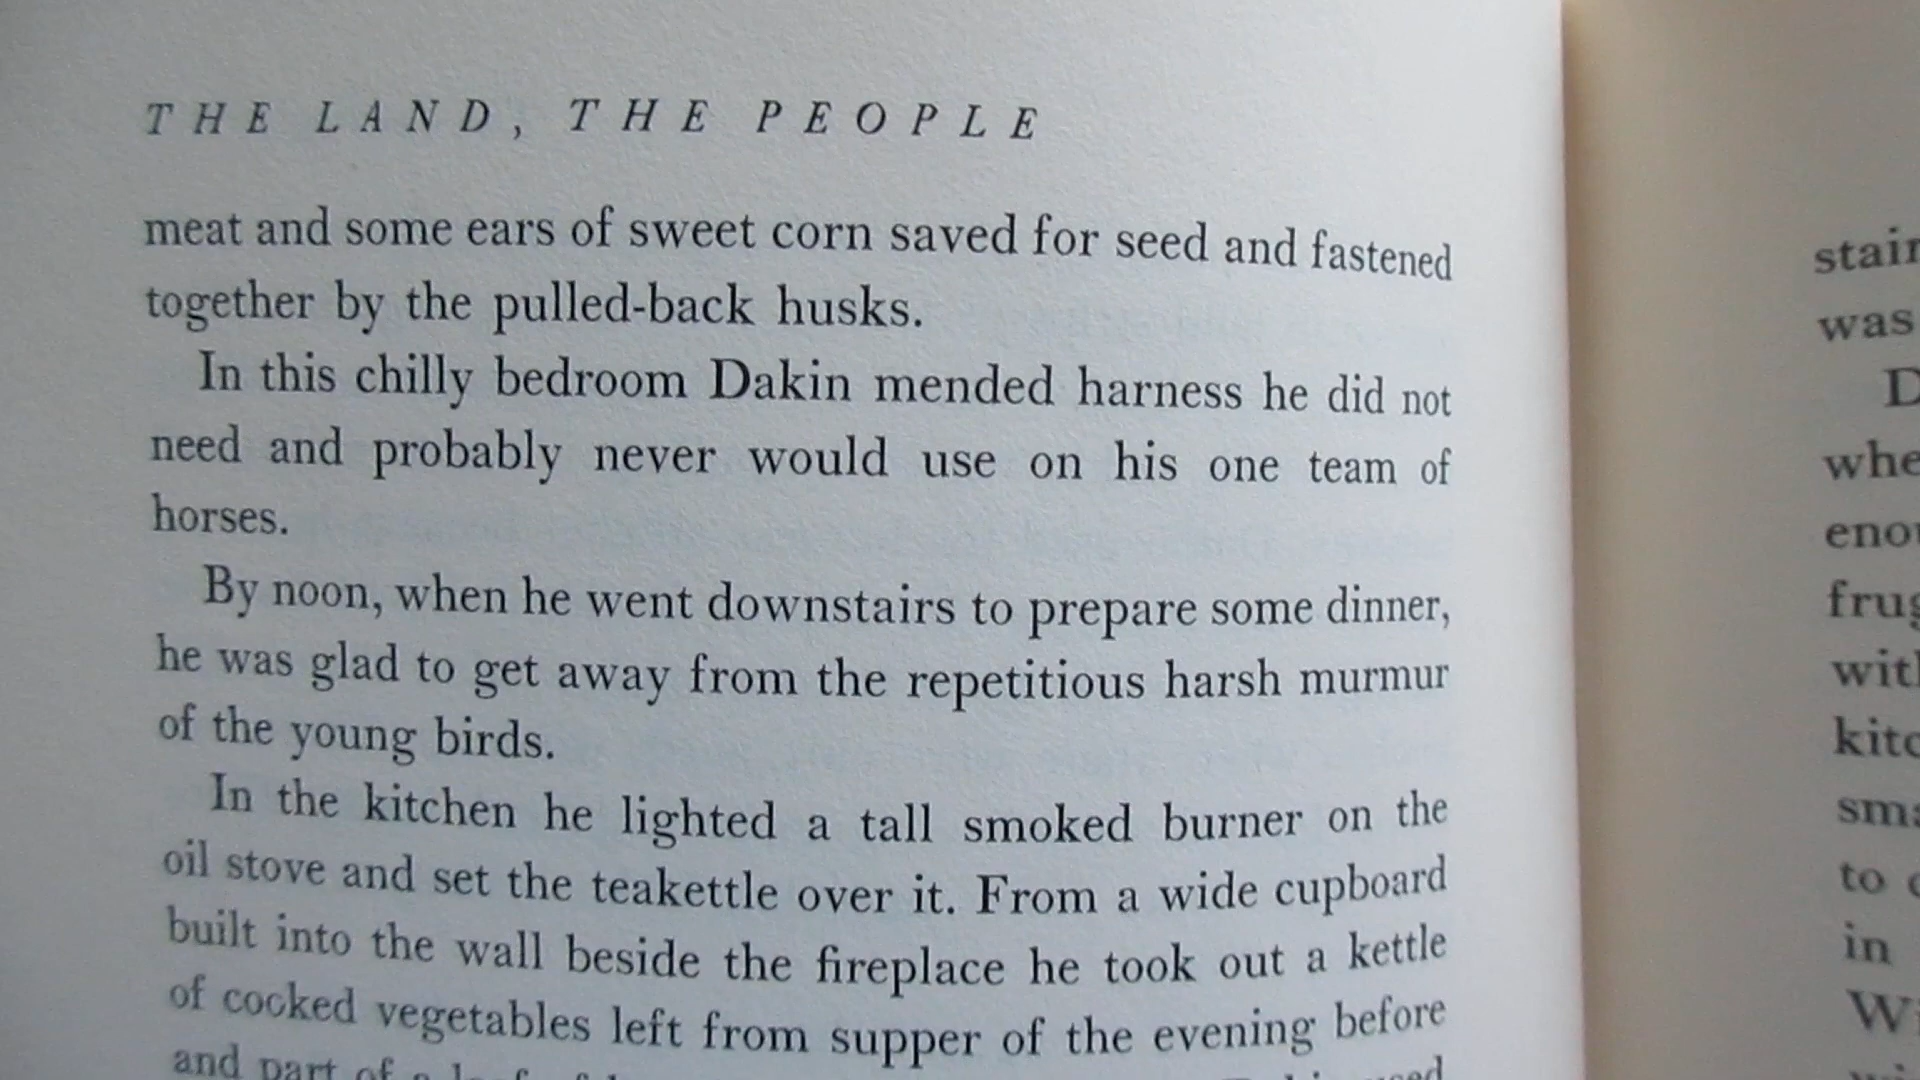 THE LAND, THE PEOPLE
meat and some ears of sweet corn saved for seed and fastened
together by the pulled-back husks.
In this chilly bedroom Dakin mended harness he did not
need and probably never would use on his one team of
horses.
By noon, when he went downstairs to prepare some dinner,
he was glad to get away from the repetitious harsh murmur
of the young birds.
In the kitchen he lighted a tall smoked burner on the
oil stove and set the teakettle over it. From a wide cupboard
built into the wall beside the fireplace he took out a kettle
of cocked vegetables left from supper of the evening before
and part of a
was
to
in